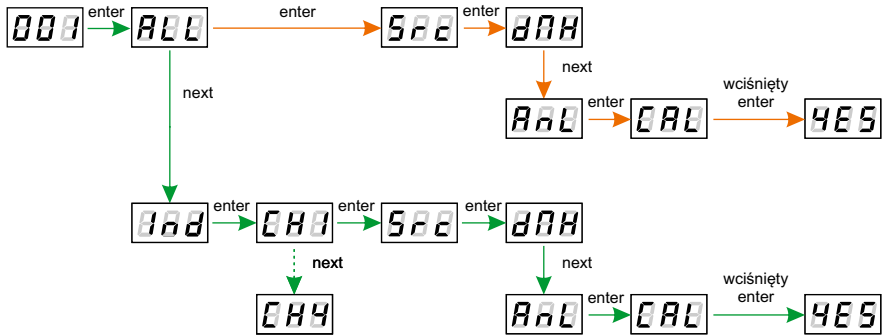 001 enter ALL enter Src enter dMH
next next
AnL enter CAL wciśnięty enter YES
Ind enter CH1 enter Src enter dMH
next next
CH4 AnL enter CAL wciśnięty enter YES